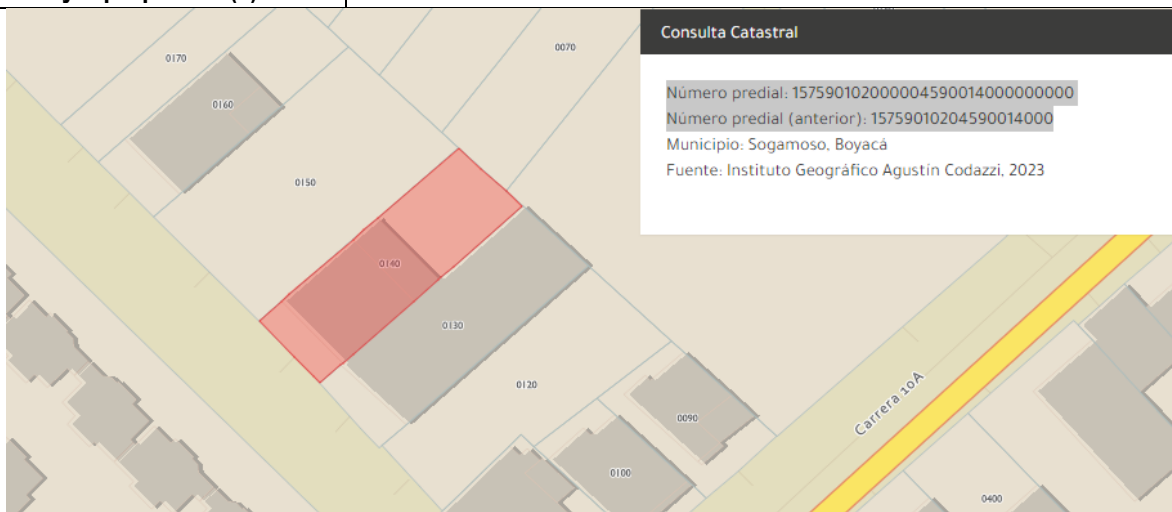 0170
0070
0160
0150
0140
0130
0120
0090
0100
0400
Carrera 10A
Consulta Catastral
Número predial: 157590102000004590014000000000
Número predial (anterior): 15759010204590014000
Municipio: Sogamoso, Boyacá
Fuente: Instituto Geográfico Agustín Codazzi, 2023